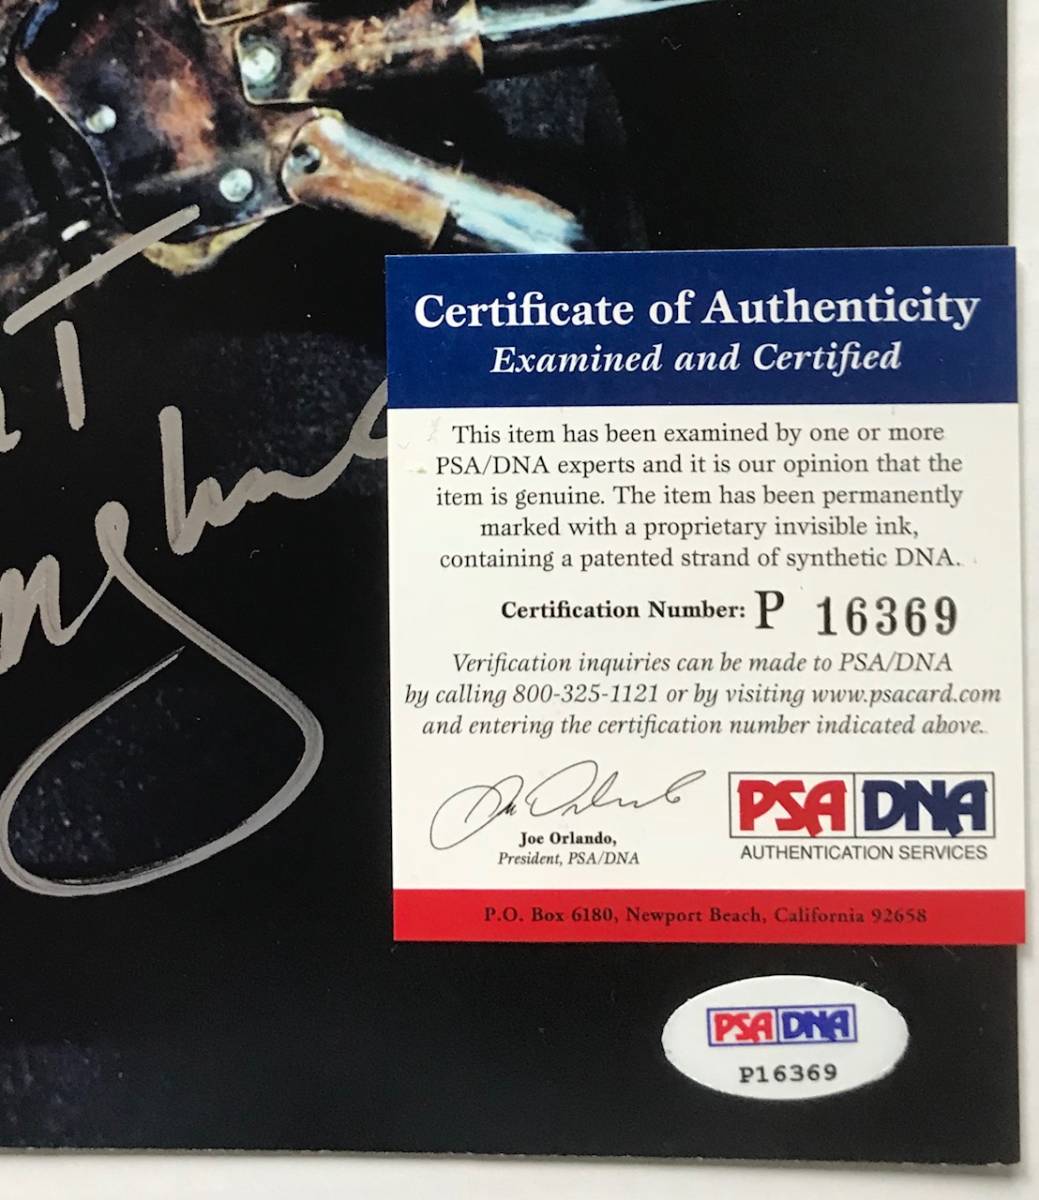 Certificate of Authenticity
Examined and Certified
This item has been examined by one or more
PSA/DNA experts and it is our opinion that the
item is genuine. The item has been permanently
marked with a proprietary invisible ink,
containing a patented strand of synthetic DNA.
Certification Number: P 16369
Verification inquiries can be made to PSA/DNA
by calling 800-325-1121 or by visiting www.psacard.com
and entering the certification number indicated above.
Joe Orlando,
President, PSA/DNA
PSA DNA
AUTHENTICATION SERVICES
P.O. Box 6180, Newport Beach, California 92658
PSA DNA
P16369